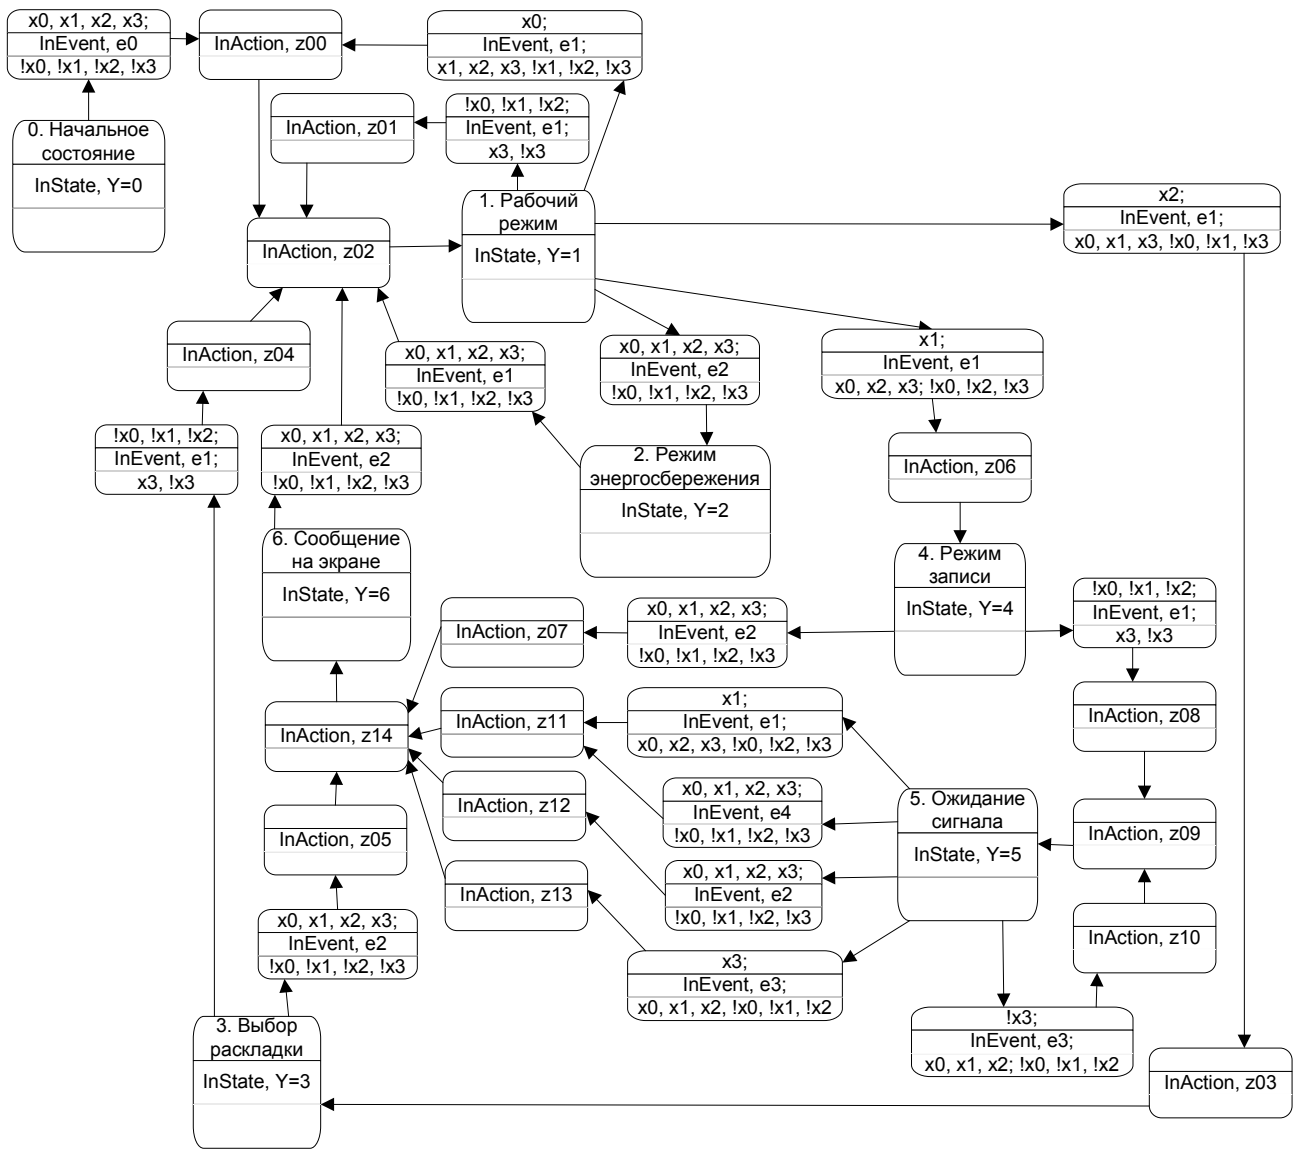 x0, x1, x2, x3;
InEvent, e0
!x0, !x1, !x2, !x3
InAction, z00
x0;
InEvent, e1;
x1, x2, x3, !x1, !x2, !x3
InAction, z01
!x0, !x1, !x2;
InEvent, e1;
x3, !x3
0. Начальное
состояние
InState, Y=0
1. Рабочий
режим
InState, Y=1
x2;
InEvent, e1;
x0, x1, x3, !x0, !x1, !x3
InAction, z02
InAction, z04
x0, x1, x2, x3;
InEvent, e1
!x0, !x1, !x2, !x3
x0, x1, x2, x3;
InEvent, e2
!x0, !x1, !x2, !x3
x1;
InEvent, e1
x0, x2, x3; !x0, !x2, !x3
!x0, !x1, !x2;
InEvent, e1;
x3, !x3
x0, x1, x2, x3;
InEvent, e2
!x0, !x1, !x2, !x3
2. Режим
энергосбережения
InState, Y=2
InAction, z06
6. Сообщение
на экране
InState, Y=6
4. Режим
записи
InState, Y=4
!x0, !x1, !x2;
InEvent, e1;
x3, !x3
InAction, z07
x0, x1, x2, x3;
InEvent, e2
!x0, !x1, !x2, !x3
InAction, z14
InAction, z11
x1;
InEvent, e1;
x0, x2, x3, !x0, !x2, !x3
InAction, z08
InAction, z12
x0, x1, x2, x3;
InEvent, e4
!x0, !x1, !x2, !x3
5. Ожидание
сигнала
InState, Y=5
InAction, z09
InAction, z05
InAction, z13
x0, x1, x2, x3;
InEvent, e2
!x0, !x1, !x2, !x3
x0, x1, x2, x3;
InEvent, e2
!x0, !x1, !x2, !x3
InAction, z10
x3;
InEvent, e3;
x0, x1, x2, !x0, !x1, !x2
!x3;
InEvent, e3;
x0, x1, x2; !x0, !x1, !x2
3. Выбор
раскладки
InState, Y=3
InAction, z03